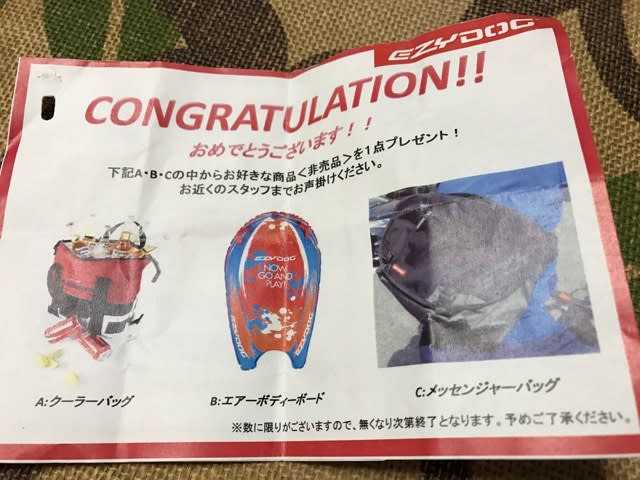 EZYDOG
CONGRATULATION!!
おめでとうございます!!
下記A・B・Cの中からお好きな商品<非売品>を1点プレゼント!
お近くのスタッフまでお声掛けください。
EZYDOG
NOW
GO AND
PLAY!
EZYDOG
EZYDOG
A:クーラーバッグ
B:エアーボディーボード
C:メッセンジャーバッグ
※数に限りがございますので、無くなり次第終了となります。予めご了承ください。